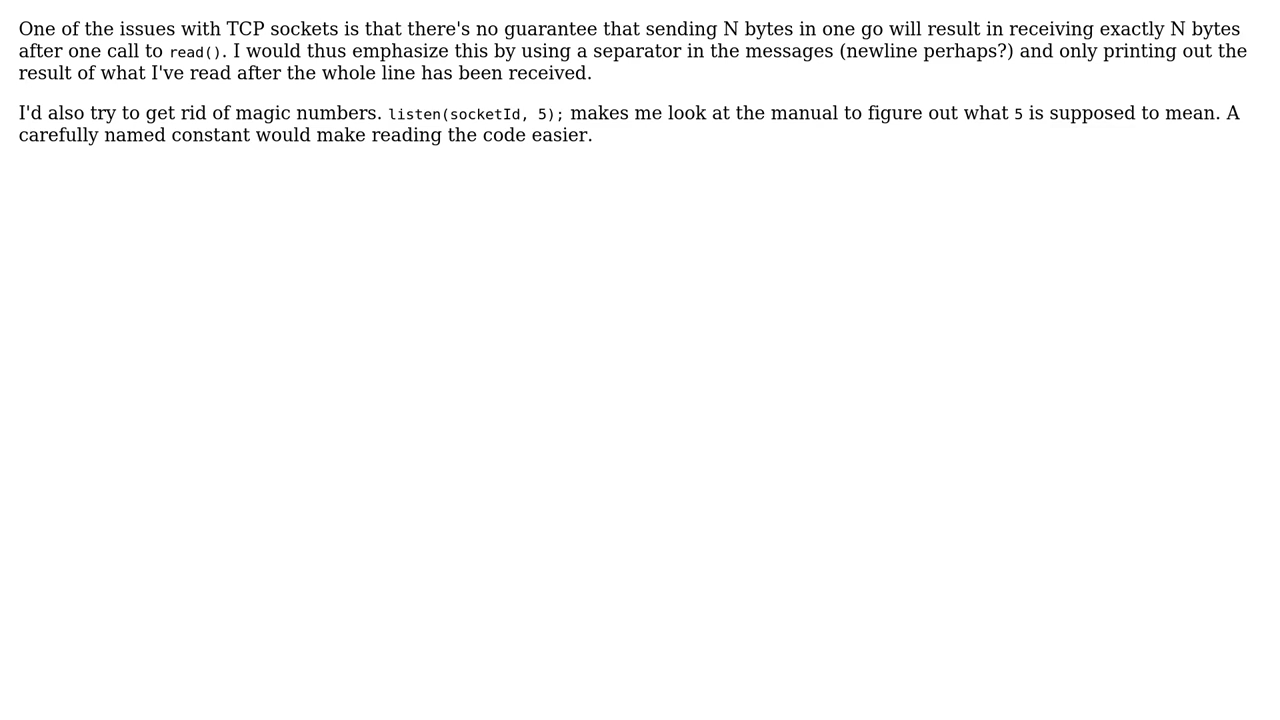 One of the issues with TCP sockets is that there's no guarantee that sending N bytes in one go will result in receiving exactly N bytes
after one call to read(). I would thus emphasize this by using a separator in the messages (newline perhaps?) and only printing out the
result of what I've read after the whole line has been received.
I'd also try to get rid of magic numbers. listen(socketId, 5); makes me look at the manual to figure out what 5 is supposed to mean. A
carefully named constant would make reading the code easier.